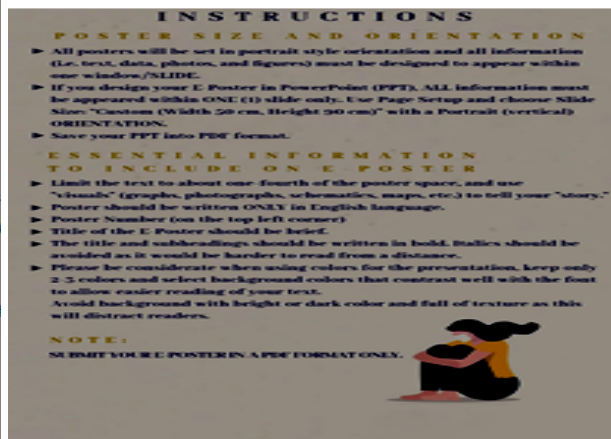 INSTRUCTIONS
POSTER SIZE AND ORIENTATION
► All posters will be set in portrait style orientation and all information
(i.e. text, data, photos, and figures) must be designed to appear within
one window/SLIDE.
► If you design your E-Poster in PowerPoint (PPT), ALL information must
be appeared within ONE (1) slide only. Use Page Setup and choose Slide
Size: "Custom (Width 50 cm, Height 90 cm)" with a Portrait (vertical)
ORIENTATION.
► Save your PPT into PDF format.
ESSENTIAL INFORMATION
TO INCLUDE ON E-POSTER
► Limit the text to about one-fourth of the poster space, and use
"visuals" (graphs, photographs, schematics, maps, etc.) to tell your "story."
► Poster should be written ONLY in English language.
► Poster Number (on the top left corner)
► Title of the E-Poster should be brief.
► The title and subheadings should be written in bold. Italics should be
avoided as it would be harder to read from a distance.
► Please be considerate when using colors for the presentation, keep only
2-3 colors and select background colors that contrast well with the font
to allow easier reading of your text.
Avoid background with bright or dark color and full of texture as this
will distract readers.
NOTE:
SUBMIT YOUR E-POSTER IN A PDF FORMAT ONLY.